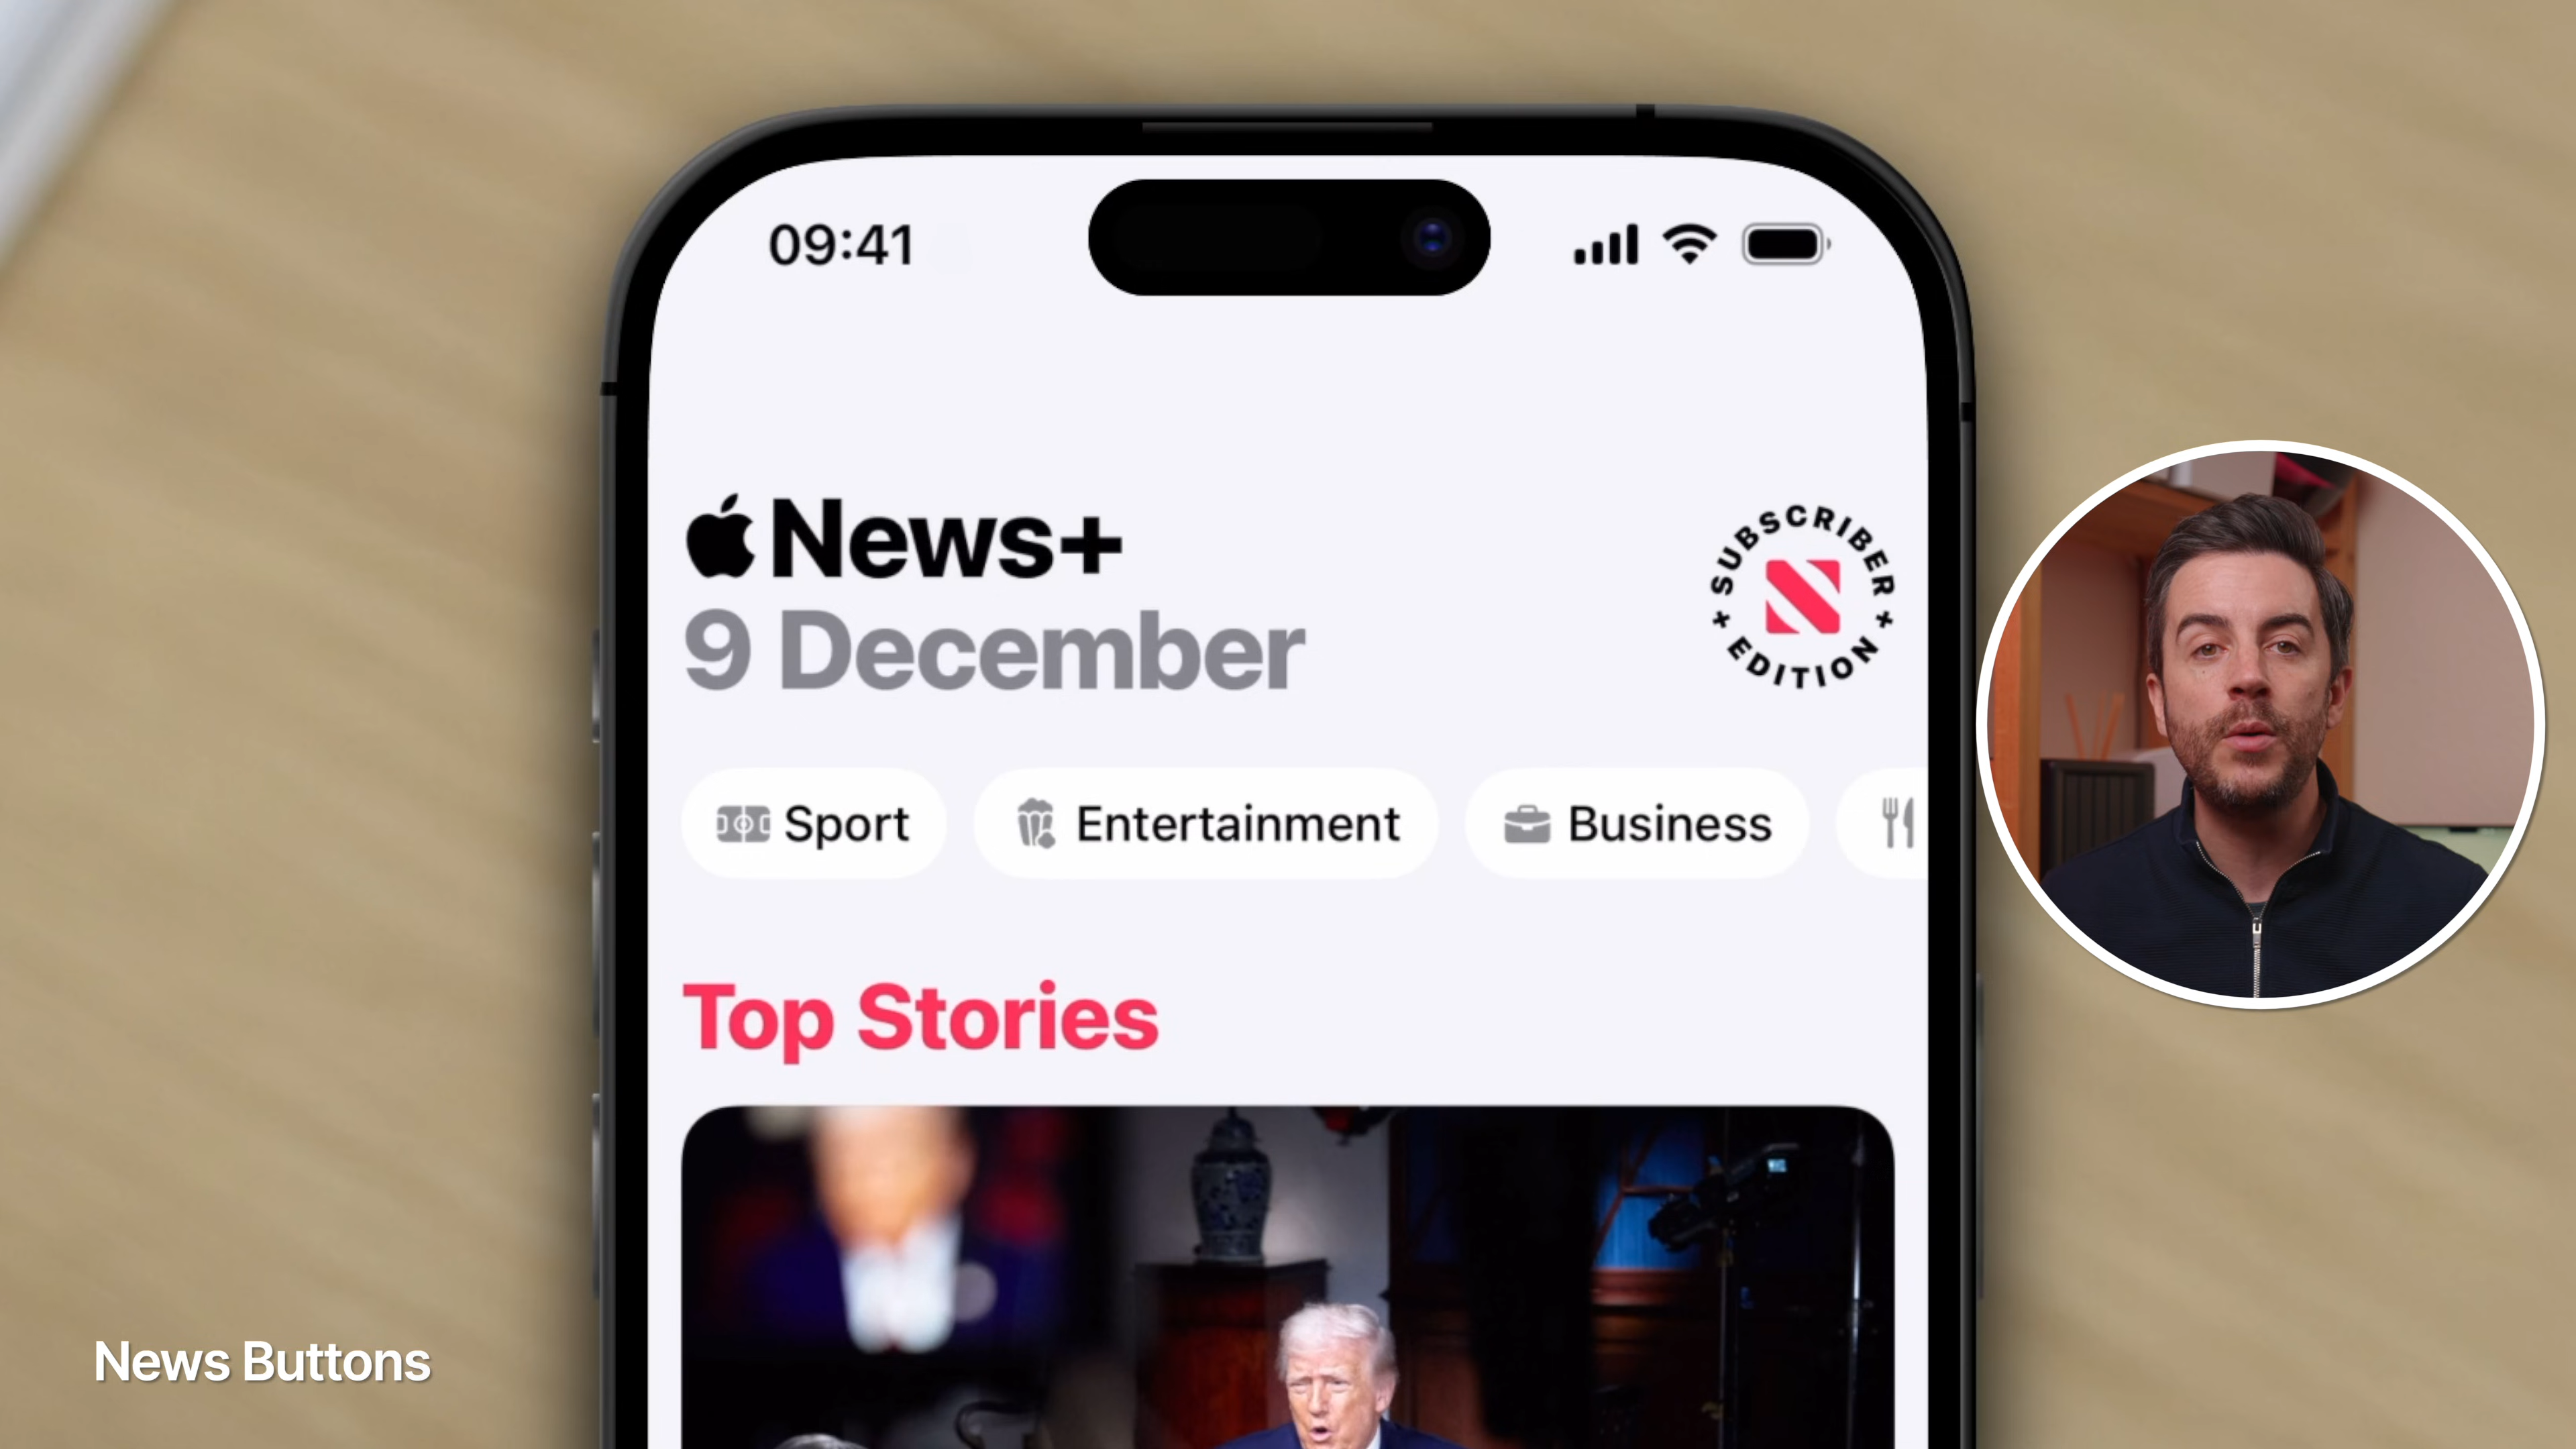 09:41
News+
9 December
SUBSCRIBER + EDITION +
Sport
Entertainment
Business
Top Stories
News Buttons